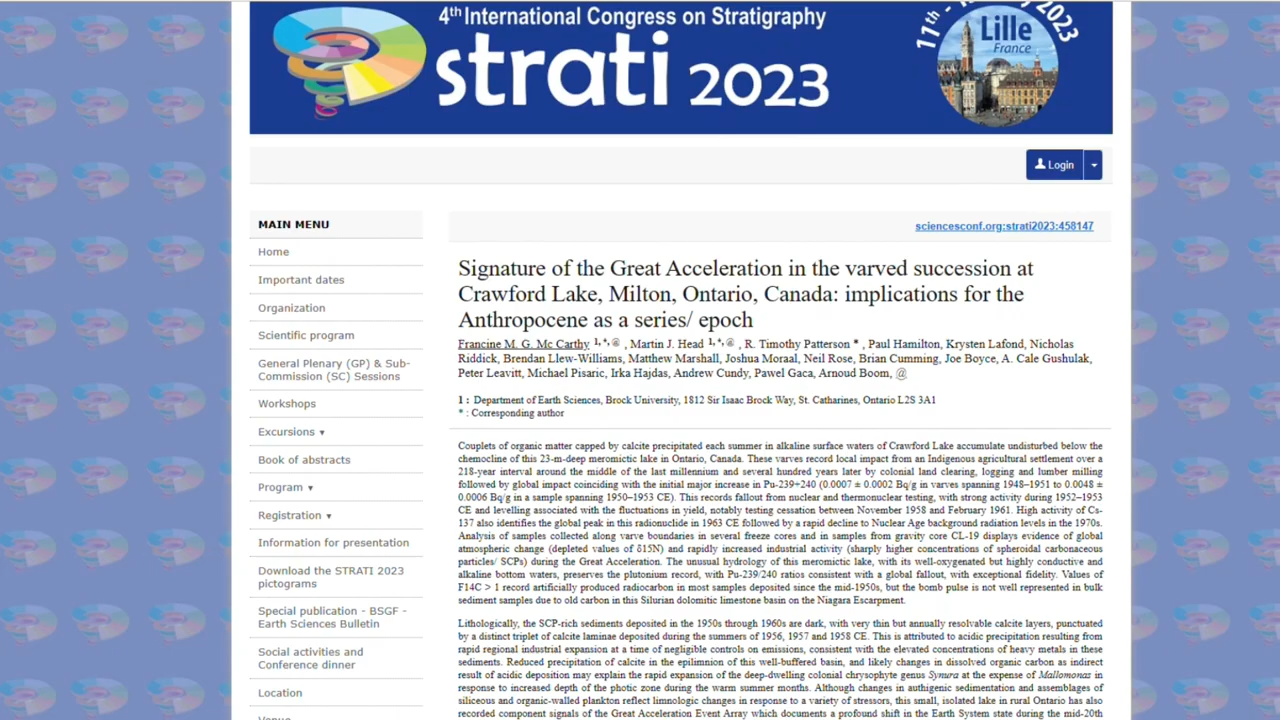 4th International Congress on Stratigraphy
strati 2023
11th -
2023
Lille
France
Login
MAIN MENU
Home
Important dates
Organization
Scientific program
General Plenary (GP) & Sub-
Commission (SC) Sessions
Workshops
Excursions ▾
Book of abstracts
Program ▾
Registration ▾
Information for presentation
Download the STRATI 2023
pictograms
Special publication - BSGF -
Earth Sciences Bulletin
Social activities and
Conference dinner
Location
Venue
sciencesconf.org:strati2023:458147
Signature of the Great Acceleration in the varved succession at
Crawford Lake, Milton, Ontario, Canada: implications for the
Anthropocene as a series/ epoch
Francine M. G. Mc Carthy 1,*,@ , Martin J. Head 1,*,@ , R. Timothy Patterson * , Paul Hamilton, Krysten Lafond, Nicholas
Riddick, Brendan Llew-Williams, Matthew Marshall, Joshua Moraal, Neil Rose, Brian Cumming, Joe Boyce, A. Cale Gushulak,
Peter Leavitt, Michael Pisaric, Irka Hajdas, Andrew Cundy, Pawel Gaca, Arnoud Boom, @
1 : Department of Earth Sciences, Brock University, 1812 Sir Isaac Brock Way, St. Catharines, Ontario L2S 3A1
* : Corresponding author
Couplets of organic matter capped by calcite precipitated each summer in alkaline surface waters of Crawford Lake accumulate undisturbed below the
chemocline of this 23-m-deep meromictic lake in Ontario, Canada. These varves record local impact from an Indigenous agricultural settlement over a
218-year interval around the middle of the last millennium and several hundred years later by colonial land clearing, logging and lumber milling
followed by global impact coinciding with the initial major increase in Pu-239+240 (0.0007 ± 0.0002 Bq/g in varves spanning 1948–1951 to 0.0048 ±
0.0006 Bq/g in a sample spanning 1950–1953 CE). This records fallout from nuclear and thermonuclear testing, with strong activity during 1952–1953
CE and levelling associated with the fluctuations in yield, notably testing cessation between November 1958 and February 1961. High activity of Cs-
137 also identifies the global peak in this radionuclide in 1963 CE followed by a rapid decline to Nuclear Age background radiation levels in the 1970s.
Analysis of samples collected along varve boundaries in several freeze cores and in samples from gravity core CL-19 displays evidence of global
atmospheric change (depleted values of δ15N) and rapidly increased industrial activity (sharply higher concentrations of spheroidal carbonaceous
particles/ SCPs) during the Great Acceleration. The unusual hydrology of this meromictic lake, with its well-oxygenated but highly conductive and
alkaline bottom waters, preserves the plutonium record, with Pu-239/240 ratios consistent with a global fallout, with exceptional fidelity. Values of
F14C > 1 record artificially produced radiocarbon in most samples deposited since the mid-1950s, but the bomb pulse is not well represented in bulk
sediment samples due to old carbon in this Silurian dolomitic limestone basin on the Niagara Escarpment.
Lithologically, the SCP-rich sediments deposited in the 1950s through 1960s are dark, with very thin but annually resolvable calcite layers, punctuated
by a distinct triplet of calcite laminae deposited during the summers of 1956, 1957 and 1958 CE. This is attributed to acidic precipitation resulting from
rapid regional industrial expansion at a time of negligible controls on emissions, consistent with the elevated concentrations of heavy metals in these
sediments. Reduced precipitation of calcite in the epilimnion of this well-buffered basin, and likely changes in dissolved organic carbon as indirect
result of acidic deposition may explain the rapid expansion of the deep-dwelling colonial chrysophyte genus Synura at the expense of Mallomonas in
response to increased depth of the photic zone during the warm summer months. Although changes in authigenic sedimentation and assemblages of
siliceous and organic-walled plankton reflect limnologic changes in response to a variety of stressors, this small, isolated lake in rural Ontario has also
recorded component signals of the Great Acceleration Event Array which documents a profound shift in the Earth System state during the mid-20th